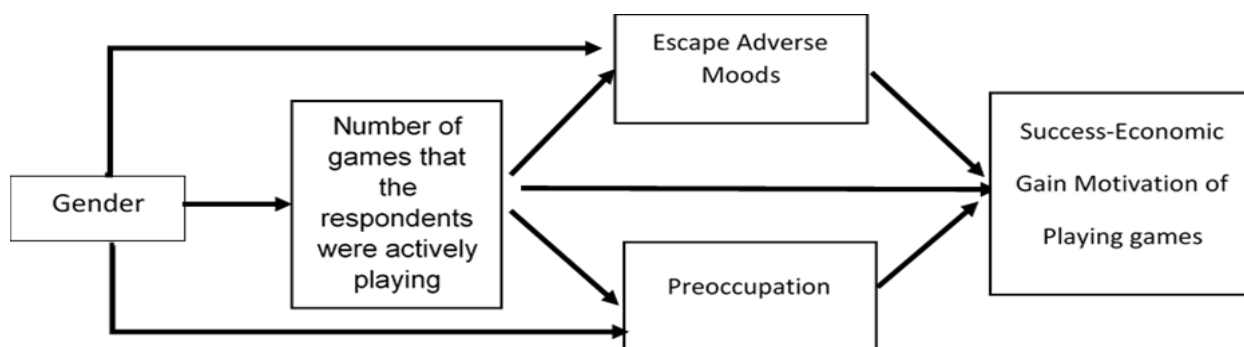 Gender
Number of
games that
the
respondents
were actively
playing
Escape Adverse
Moods
Preoccupation
Success-Economic
Gain Motivation of
Playing games